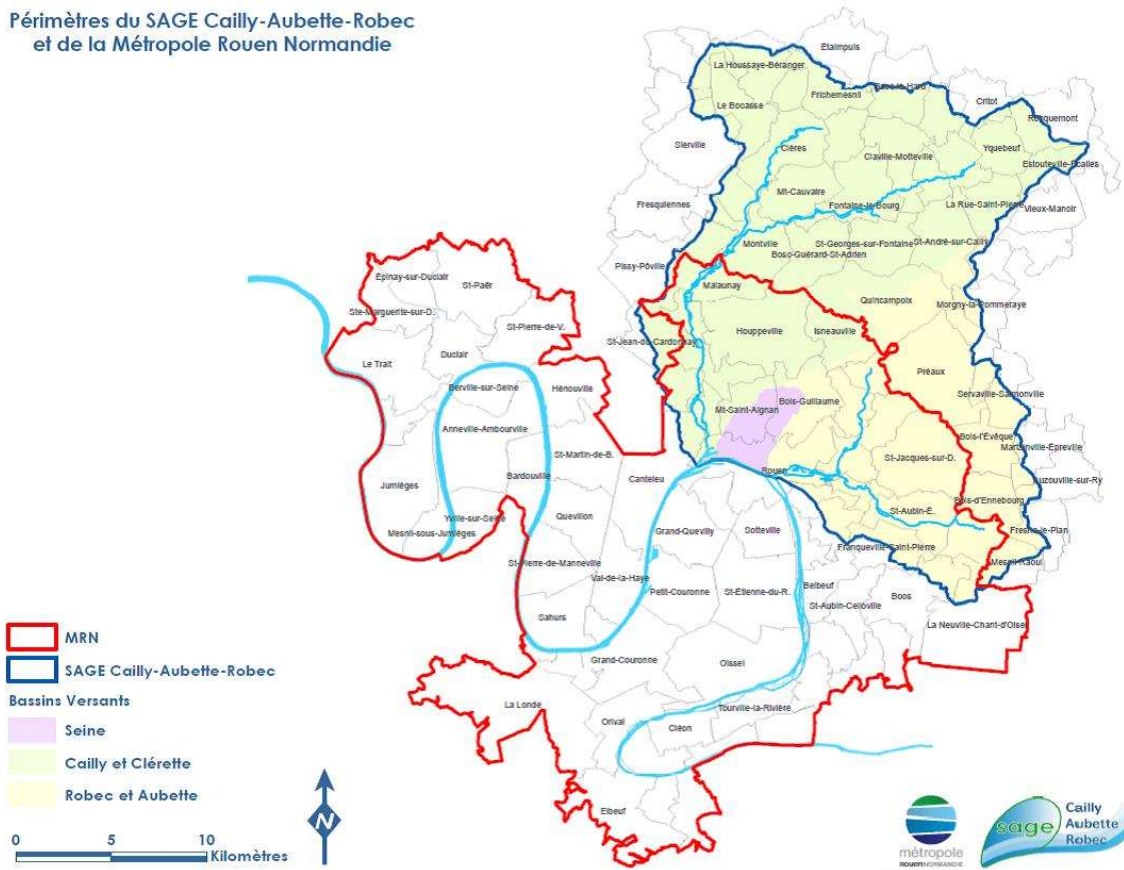 Périmètres du SAGE Cailly-Aubette-Robec
et de la Métropole Rouen Normandie
Étaimpuis
La Houssaye-Béranger
Frichemesnil
Bosc-le-Hard
Le Bocasse
Critot
Rocquemont
Sierville
Clères
Claville-Motteville
Yquebeuf
Estouteville-Ecalles
Mt-Cauvaire
Fresquiennes
Fontaine-le-Bourg
La Rue-Saint-Pierre
Vieux-Manoir
Montville
St-Georges-sur-Fontaine
St-André-sur-Cailly
Bosc-Guérard-St-Adrien
Pissy-Pôville
Épinay-sur-Duclair
St-Paër
Malaunay
Quincampoix
Morgny-la-Pommeraye
Ste-Marguerite-sur-D.
St-Pierre-de-V.
Houppeville
Isneauville
St-Jean-du-Cardonnay
Le Trait
Duclair
Préaux
Berville-sur-Seine
Hénouville
Servaville-Salmonville
Mt-Saint-Aignan
Bois-Guillaume
Anneville-Ambourville
Bois-l'Evêque
Martainville-Epreville
St-Martin-de-B.
St-Jacques-sur-D.
Bardouville
Canteleu
Rouen
Jumièges
Luzouville-sur-Ry
Bois-d'Ennebourg
Quevillon
St-Aubin-E.
Yville-sur-Seine
Mesnil-sous-Jumièges
Grand-Quevilly
Sotteville
Fresne-le-Plan
Franqueville-Saint-Pierre
St-Pierre-de-Manneville
Mesnil-Raoul
Val-de-la-Haye
Petit-Couronne
St-Étienne-du-R.
Belbeuf
Boos
St-Aubin-Celloville
Sahurs
La Neuville-Chant-d'Oisel
Grand-Couronne
Oissel
La Londe
Tourville-la-Rivière
Orival
Cléon
Elbeuf
MRN
SAGE Cailly-Aubette-Robec
Bassins Versants
Seine
Cailly et Clérette
Robec et Aubette
0 5 10
Kilomètres
N
métropole
ROUENNORMANDIE
sage
Cailly
Aubette
Robec